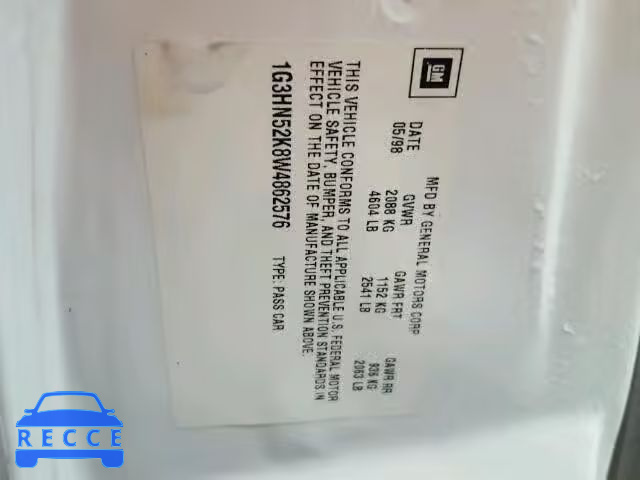 GM
MFD BY GENERAL MOTORS CORP
DATE GVWR GAWR FRT GAWR RR
05/98 2088 KG 1152 KG 936 KG
4604 LB 2541 LB 2063 LB
THIS VEHICLE CONFORMS TO ALL APPLICABLE U.S. FEDERAL MOTOR
VEHICLE SAFETY, BUMPER, AND THEFT PREVENTION STANDARDS IN
EFFECT ON THE DATE OF MANUFACTURE SHOWN ABOVE.
1G3HN52K8W4862576 TYPE: PASS CAR
RECCE